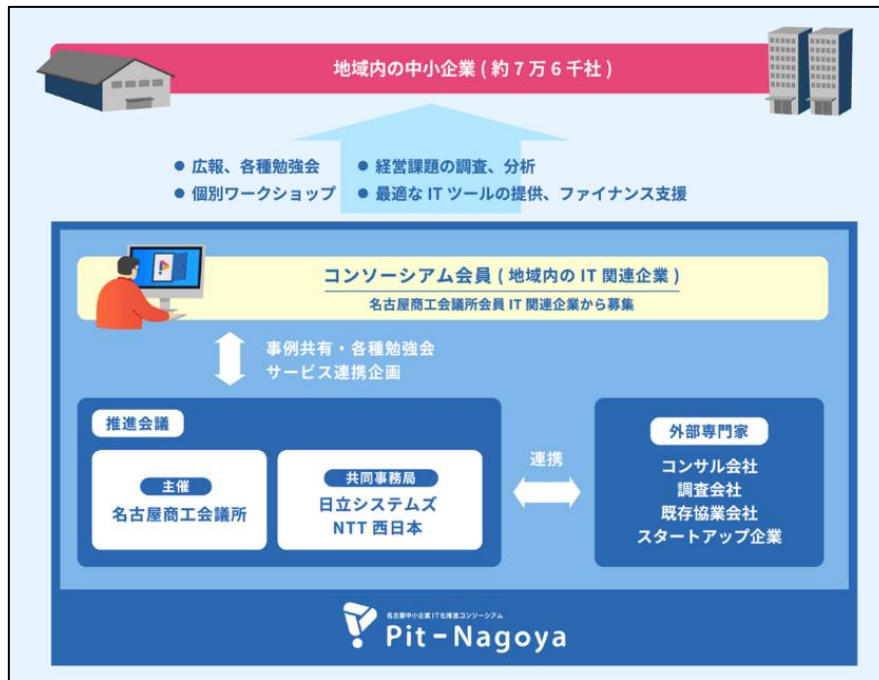 地域内の中小企業 ( 約 7 万 6 千社 )
● 広報、各種勉強会
● 個別ワークショップ
● 経営課題の調査、分析
● 最適な IT ツールの提供、ファイナンス支援
コンソーシアム会員 ( 地域内の IT 関連企業 )
名古屋商工会議所会員 IT 関連企業から募集
事例共有・各種勉強会
サービス連携企画
推進会議
主催
名古屋商工会議所
共同事務局
日立システムズ
NTT 西日本
連携
外部専門家
コンサル会社
調査会社
既存協業会社
スタートアップ企業
名古屋中小企業IT化推進コンソーシアム
Pit-Nagoya